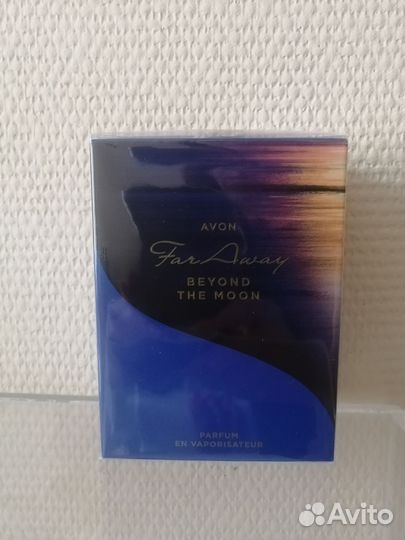 AVON
Far Away
BEYOND
THE MOON
PARFUM
EN VAPORISATEUR
Avito